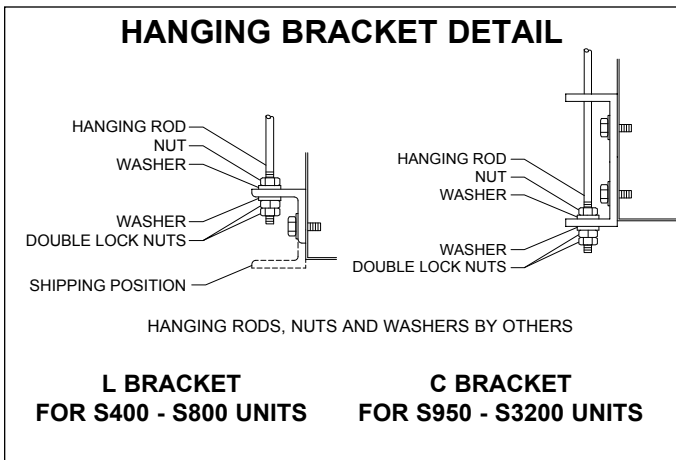 HANGING BRACKET DETAIL
HANGING ROD
NUT
WASHER
WASHER
DOUBLE LOCK NUTS
SHIPPING POSITION
HANGING ROD
NUT
WASHER
WASHER
DOUBLE LOCK NUTS
HANGING RODS, NUTS AND WASHERS BY OTHERS
L BRACKET
FOR S400 - S800 UNITS
C BRACKET
FOR S950 - S3200 UNITS